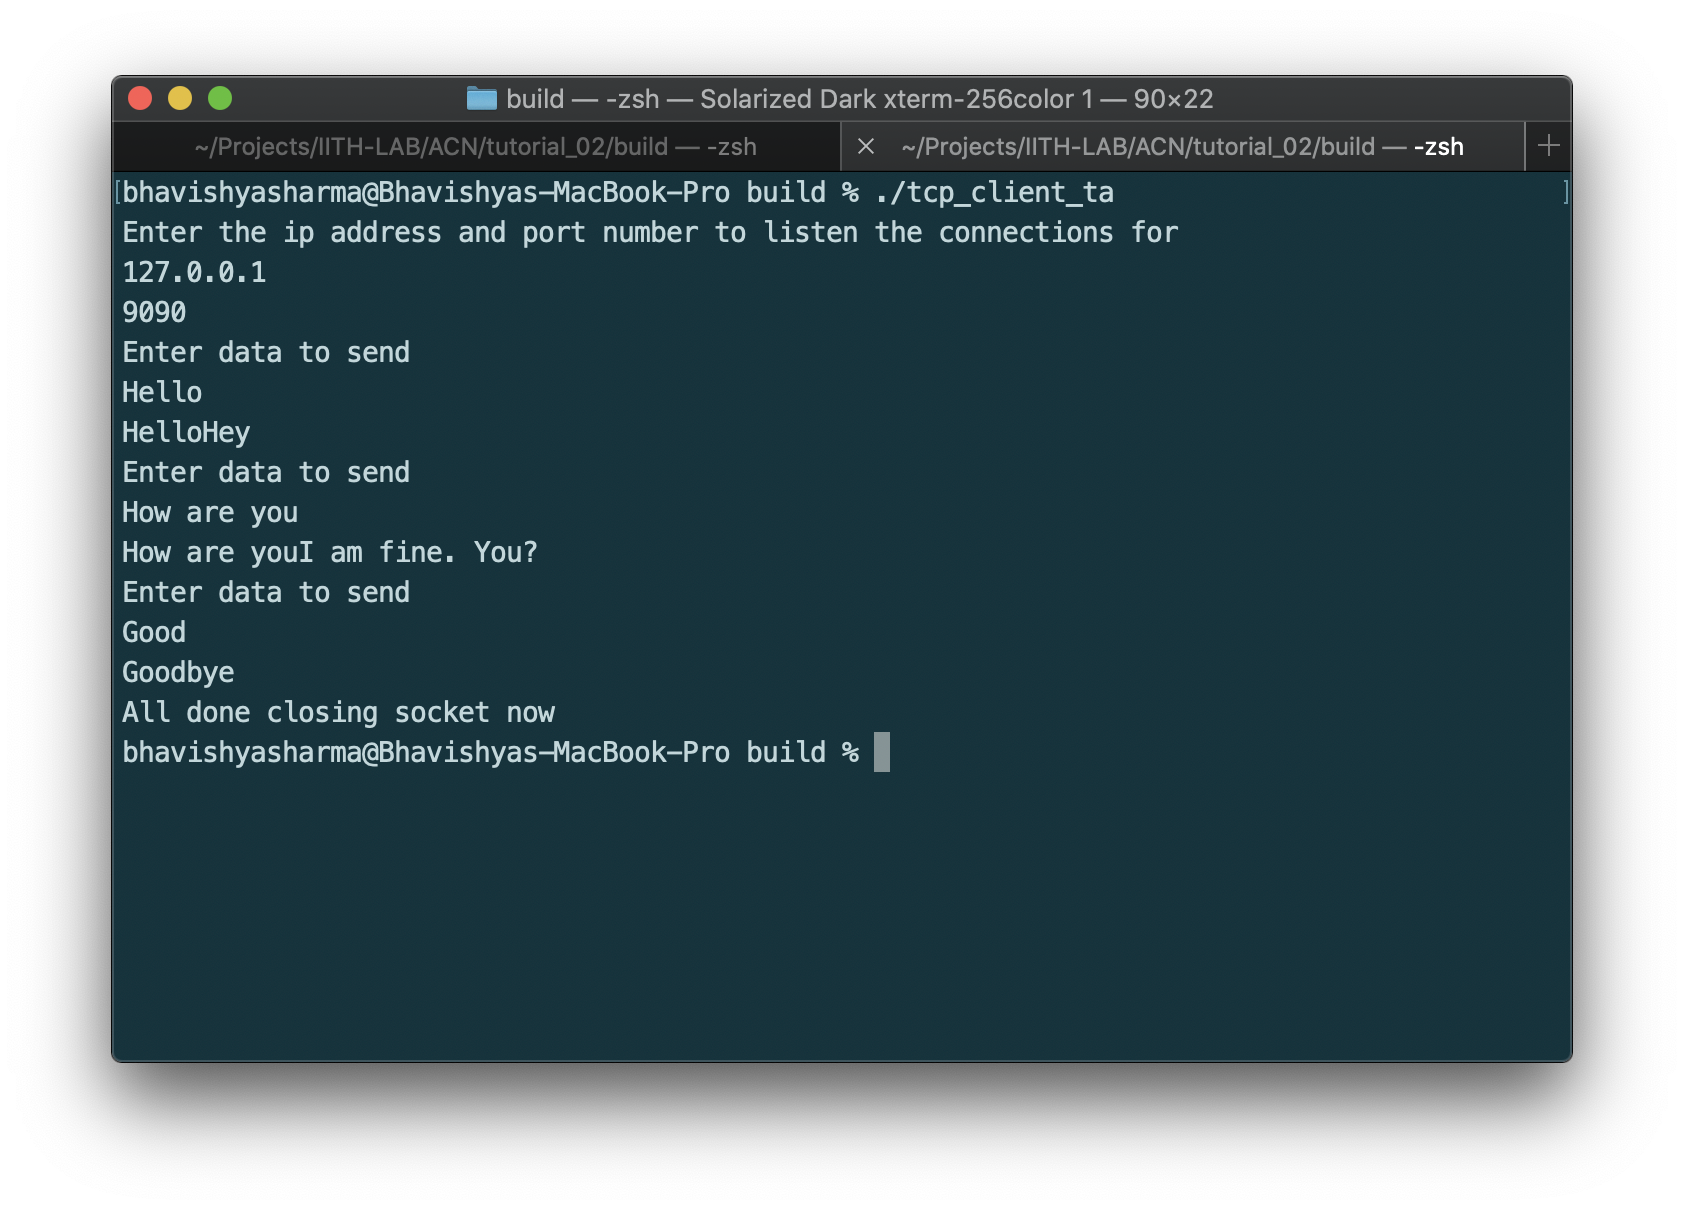 build — -zsh — Solarized Dark xterm-256color 1 — 90×22
~/Projects/IITH-LAB/ACN/tutorial_02/build — -zsh
~/Projects/IITH-LAB/ACN/tutorial_02/build — -zsh
[bhavishyasharma@Bhavishyas-MacBook-Pro build % ./tcp_client_ta ]
Enter the ip address and port number to listen the connections for
127.0.0.1
9090
Enter data to send
Hello
HelloHey
Enter data to send
How are you
How are youI am fine. You?
Enter data to send
Good
Goodbye
All done closing socket now
bhavishyasharma@Bhavishyas-MacBook-Pro build %